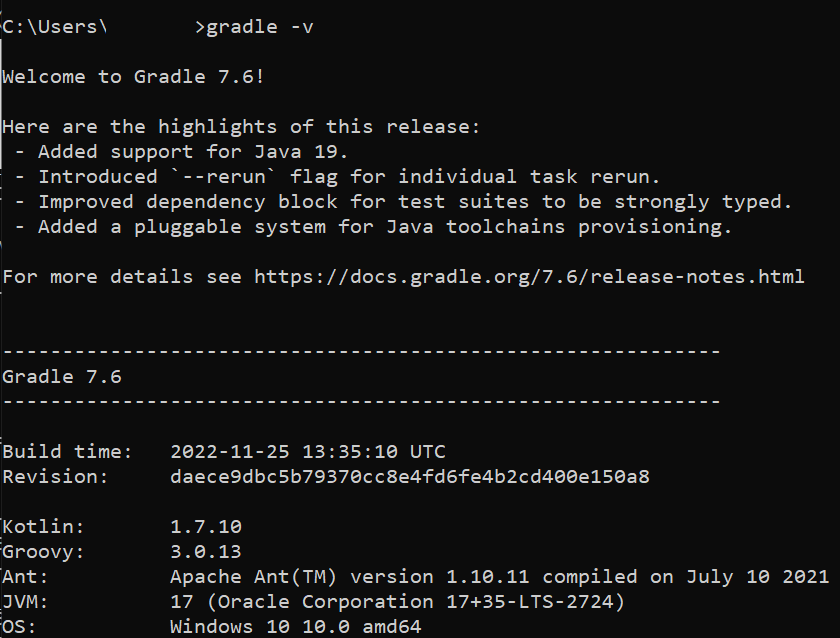 C:\Users\ >gradle -v
Welcome to Gradle 7.6!
Here are the highlights of this release:
- Added support for Java 19.
- Introduced `--rerun` flag for individual task rerun.
- Improved dependency block for test suites to be strongly typed.
- Added a pluggable system for Java toolchains provisioning.
For more details see https://docs.gradle.org/7.6/release-notes.html
------------------------------------------------------------
Gradle 7.6
------------------------------------------------------------
Build time: 2022-11-25 13:35:10 UTC
Revision: daece9dbc5b79370cc8e4fd6fe4b2cd400e150a8
Kotlin: 1.7.10
Groovy: 3.0.13
Ant: Apache Ant(TM) version 1.10.11 compiled on July 10 2021
JVM: 17 (Oracle Corporation 17+35-LTS-2724)
OS: Windows 10 10.0 amd64